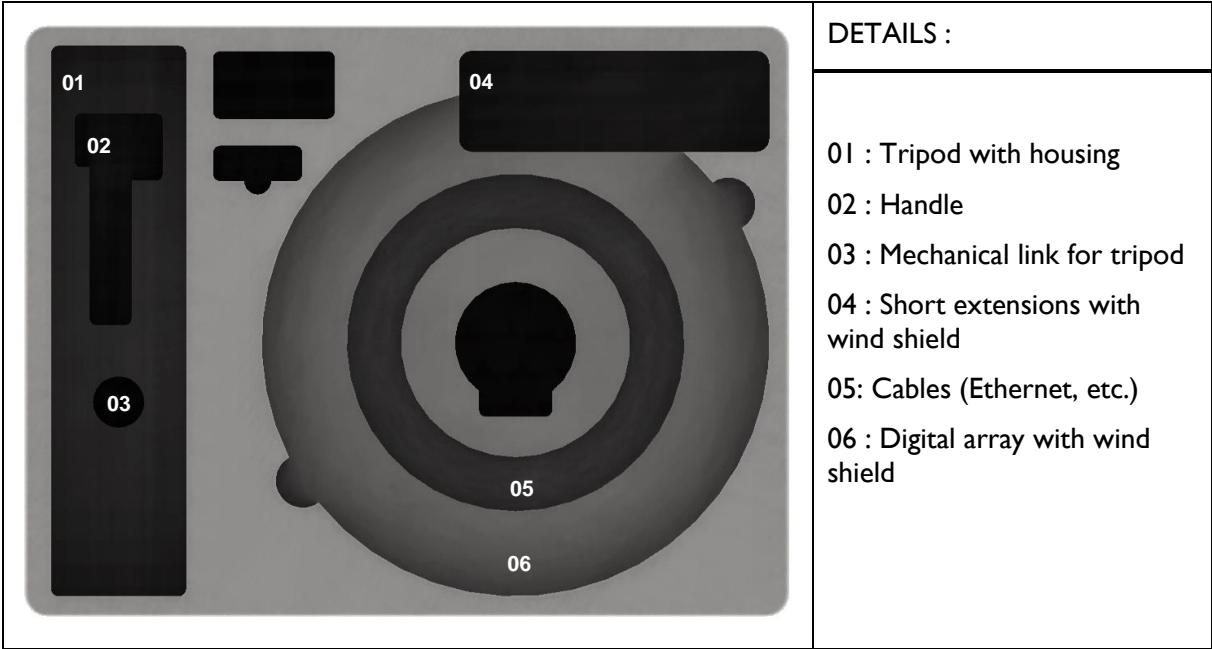 01
02
03
04
05
06
DETAILS :
01 : Tripod with housing
02 : Handle
03 : Mechanical link for tripod
04 : Short extensions with
wind shield
05: Cables (Ethernet, etc.)
06 : Digital array with wind
shield